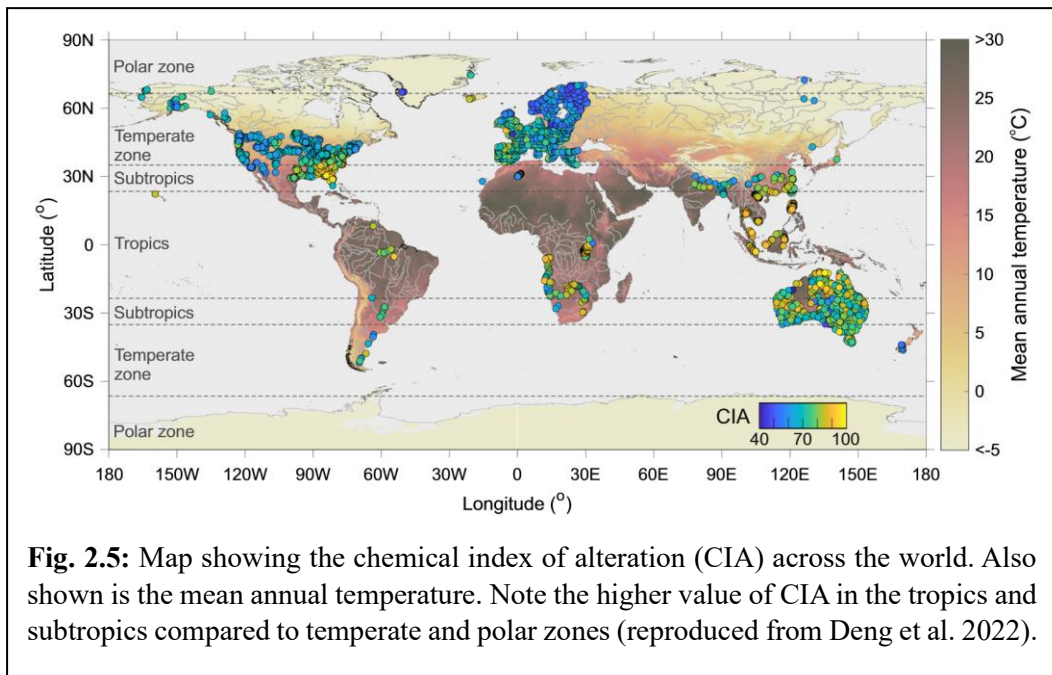 90N
60N
30N
0
30S
60S
90S
Latitude (°)
Polar zone
Temperate
zone
Subtropics
Tropics
Subtropics
Temperate
zone
Polar zone
CIA
40 70 100
180 150W 120W 90W 60W 30W 0 30E 60E 90E 120E 150E 180
Longitude (°)
>30
25
20
15
10
5
0
<-5
Mean annual temperature (°C)
Fig. 2.5: Map showing the chemical index of alteration (CIA) across the world. Also
shown is the mean annual temperature. Note the higher value of CIA in the tropics and
subtropics compared to temperate and polar zones (reproduced from Deng et al. 2022).